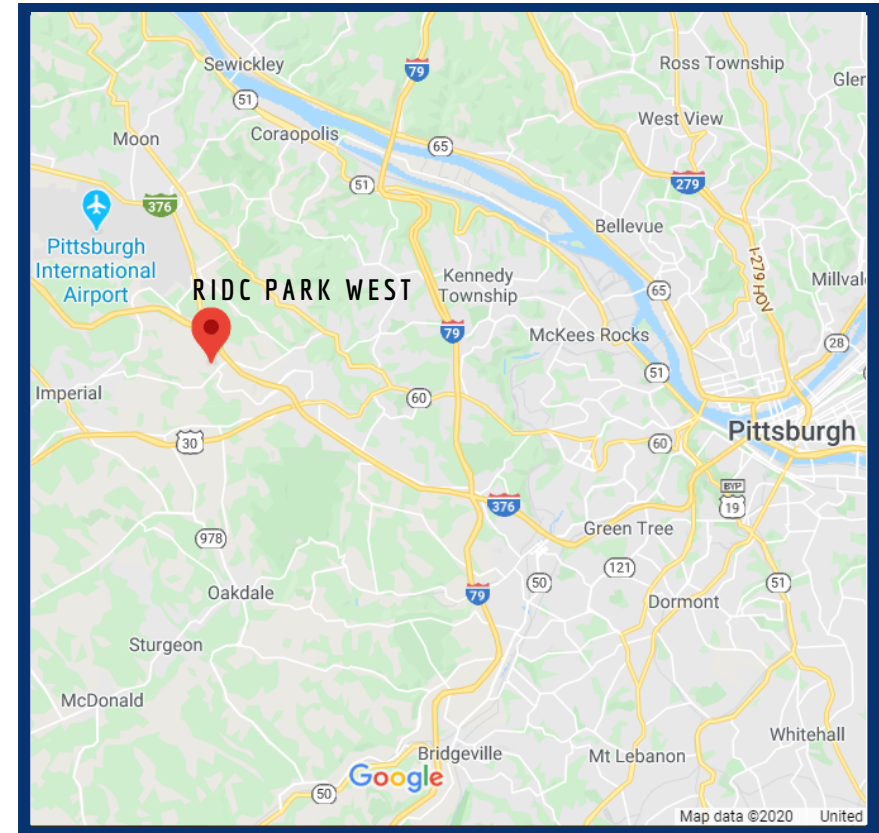 Sewickley
79
Ross Township
Glen
51
West View
Moon
Coraopolis
65
51
279
376
Bellevue
Pittsburgh
International
Airport
I-279 HOV
Kennedy
Township
RIDC PARK WEST
65
Millval
79
McKees Rocks
28
51
Imperial
60
30
60
Pittsburgh
BYP
19
376
Green Tree
978
121
50
51
79
Oakdale
Dormont
Sturgeon
McDonald
Whitehall
Bridgeville
Mt Lebanon
Google
50
Map data ©2020 United